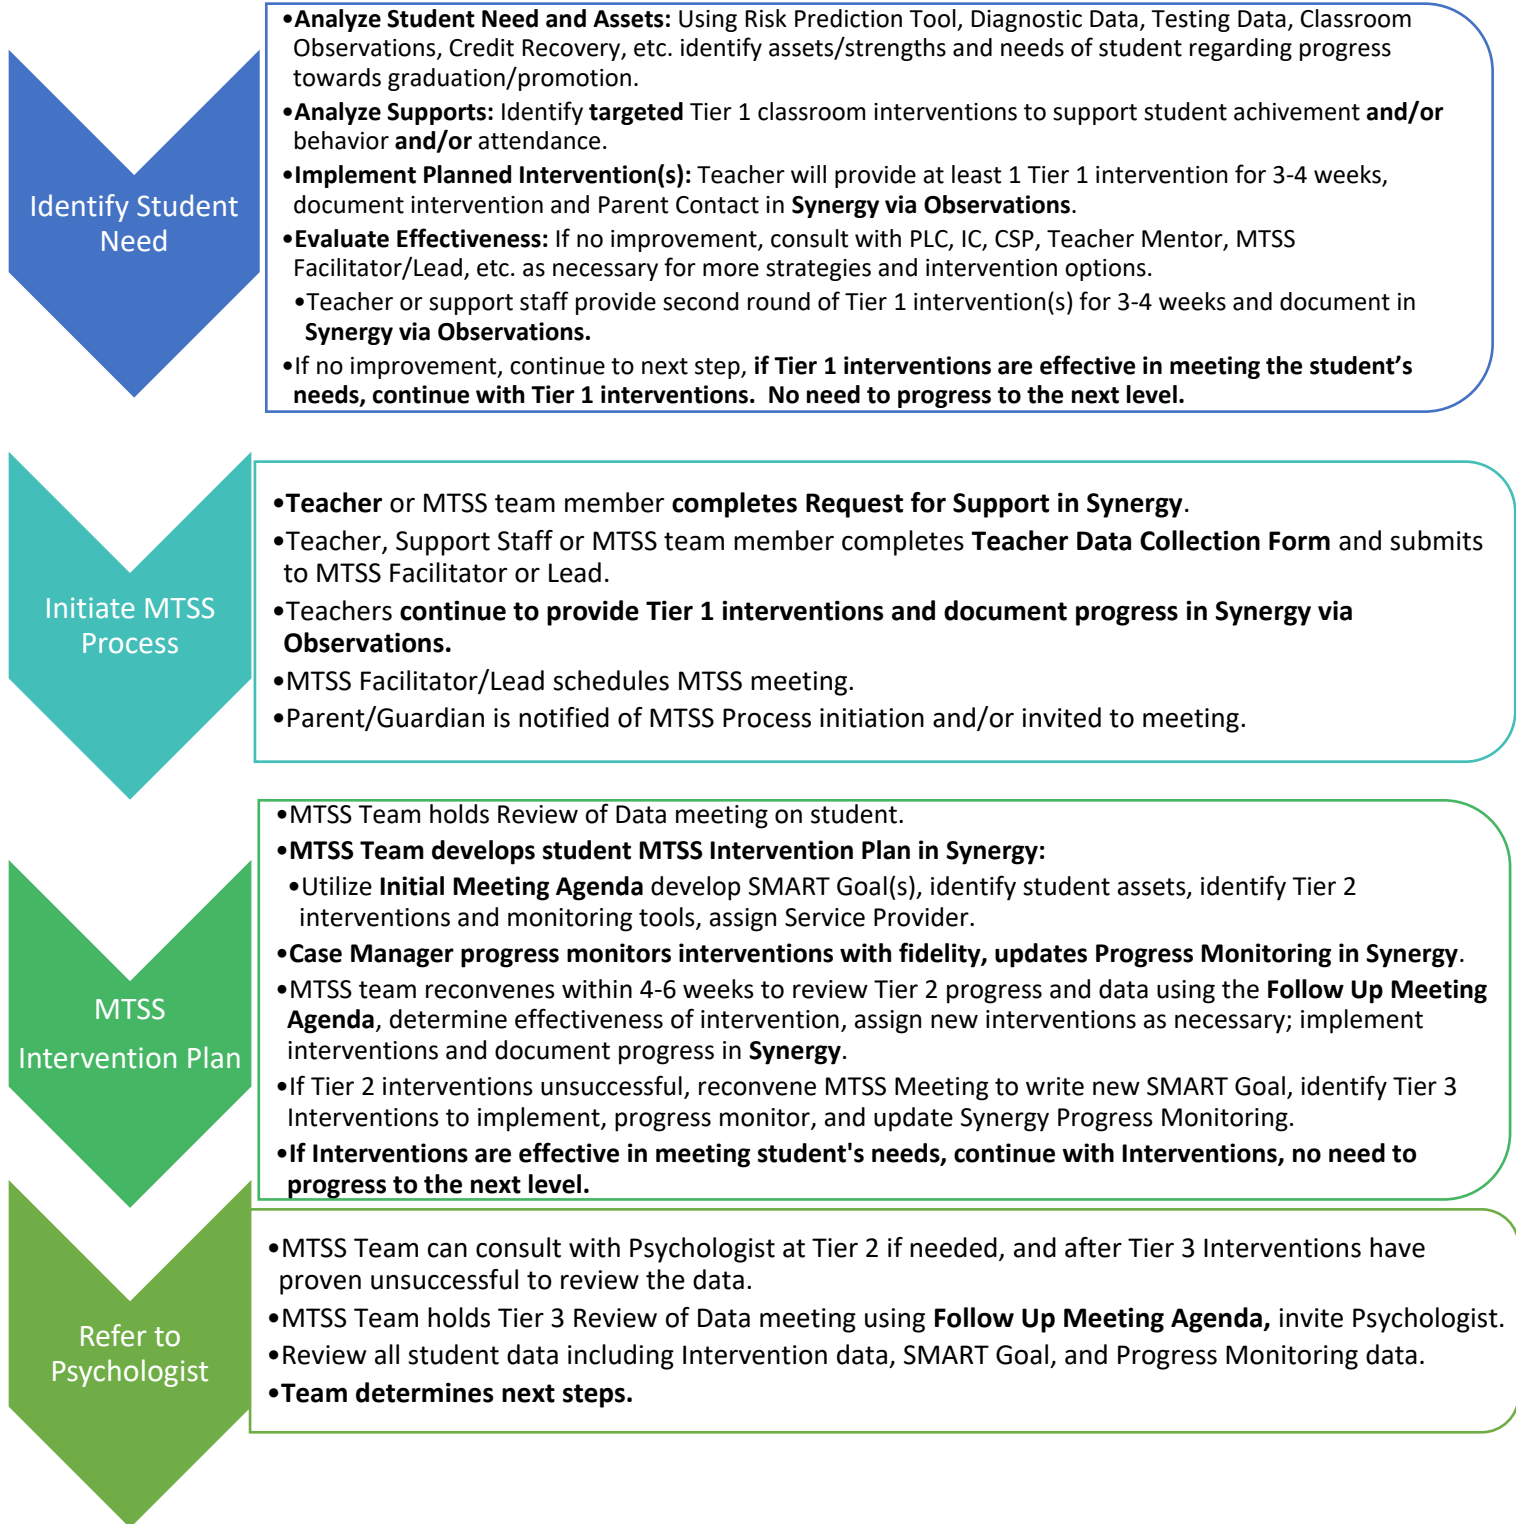 Identify Student
Need
•Analyze Student Need and Assets: Using Risk Prediction Tool, Diagnostic Data, Testing Data, Classroom
Observations, Credit Recovery, etc. identify assets/strengths and needs of student regarding progress
towards graduation/promotion.
•Analyze Supports: Identify targeted Tier 1 classroom interventions to support student achivement and/or
behavior and/or attendance.
•Implement Planned Intervention(s): Teacher will provide at least 1 Tier 1 intervention for 3-4 weeks,
document intervention and Parent Contact in Synergy via Observations.
•Evaluate Effectiveness: If no improvement, consult with PLC, IC, CSP, Teacher Mentor, MTSS
Facilitator/Lead, etc. as necessary for more strategies and intervention options.
•Teacher or support staff provide second round of Tier 1 intervention(s) for 3-4 weeks and document in
Synergy via Observations.
•If no improvement, continue to next step, if Tier 1 interventions are effective in meeting the student’s
needs, continue with Tier 1 interventions.  No need to progress to the next level.
Initiate MTSS
Process
•Teacher or MTSS team member completes Request for Support in Synergy.
•Teacher, Support Staff or MTSS team member completes Teacher Data Collection Form and submits
to MTSS Facilitator or Lead.
•Teachers continue to provide Tier 1 interventions and document progress in Synergy via
Observations.
•MTSS Facilitator/Lead schedules MTSS meeting.
•Parent/Guardian is notified of MTSS Process initiation and/or invited to meeting.
MTSS
Intervention Plan
•MTSS Team holds Review of Data meeting on student.
•MTSS Team develops student MTSS Intervention Plan in Synergy:
•Utilize Initial Meeting Agenda develop SMART Goal(s), identify student assets, identify Tier 2
interventions and monitoring tools, assign Service Provider.
•Case Manager progress monitors interventions with fidelity, updates Progress Monitoring in Synergy.
•MTSS team reconvenes within 4-6 weeks to review Tier 2 progress and data using the Follow Up Meeting
Agenda, determine effectiveness of intervention, assign new interventions as necessary; implement
interventions and document progress in Synergy.
•If Tier 2 interventions unsuccessful, reconvene MTSS Meeting to write new SMART Goal, identify Tier 3
Interventions to implement, progress monitor, and update Synergy Progress Monitoring.
•If Interventions are effective in meeting student's needs, continue with Interventions, no need to
progress to the next level.
Refer to
Psychologist
•MTSS Team can consult with Psychologist at Tier 2 if needed, and after Tier 3 Interventions have
proven unsuccessful to review the data.
•MTSS Team holds Tier 3 Review of Data meeting using Follow Up Meeting Agenda, invite Psychologist.
•Review all student data including Intervention data, SMART Goal, and Progress Monitoring data.
•Team determines next steps.